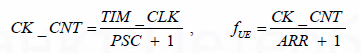 CK_CNT = TIM_CLK / PSC + 1 , f_UE = CK_CNT / ARR + 1